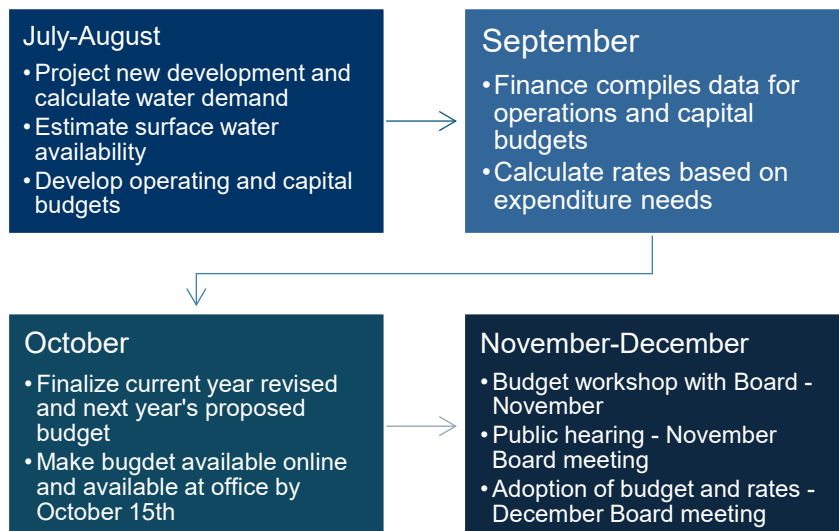 July-August
•Project new development and
calculate water demand
•Estimate surface water
availability
•Develop operating and capital
budgets
September
•Finance compiles data for
operations and capital
budgets
•Calculate rates based on
expenditure needs
October
•Finalize current year revised
and next year's proposed
budget
•Make bugdet available online
and available at office by
October 15th
November-December
•Budget workshop with Board -
November
•Public hearing - November
Board meeting
•Adoption of budget and rates -
December Board meeting